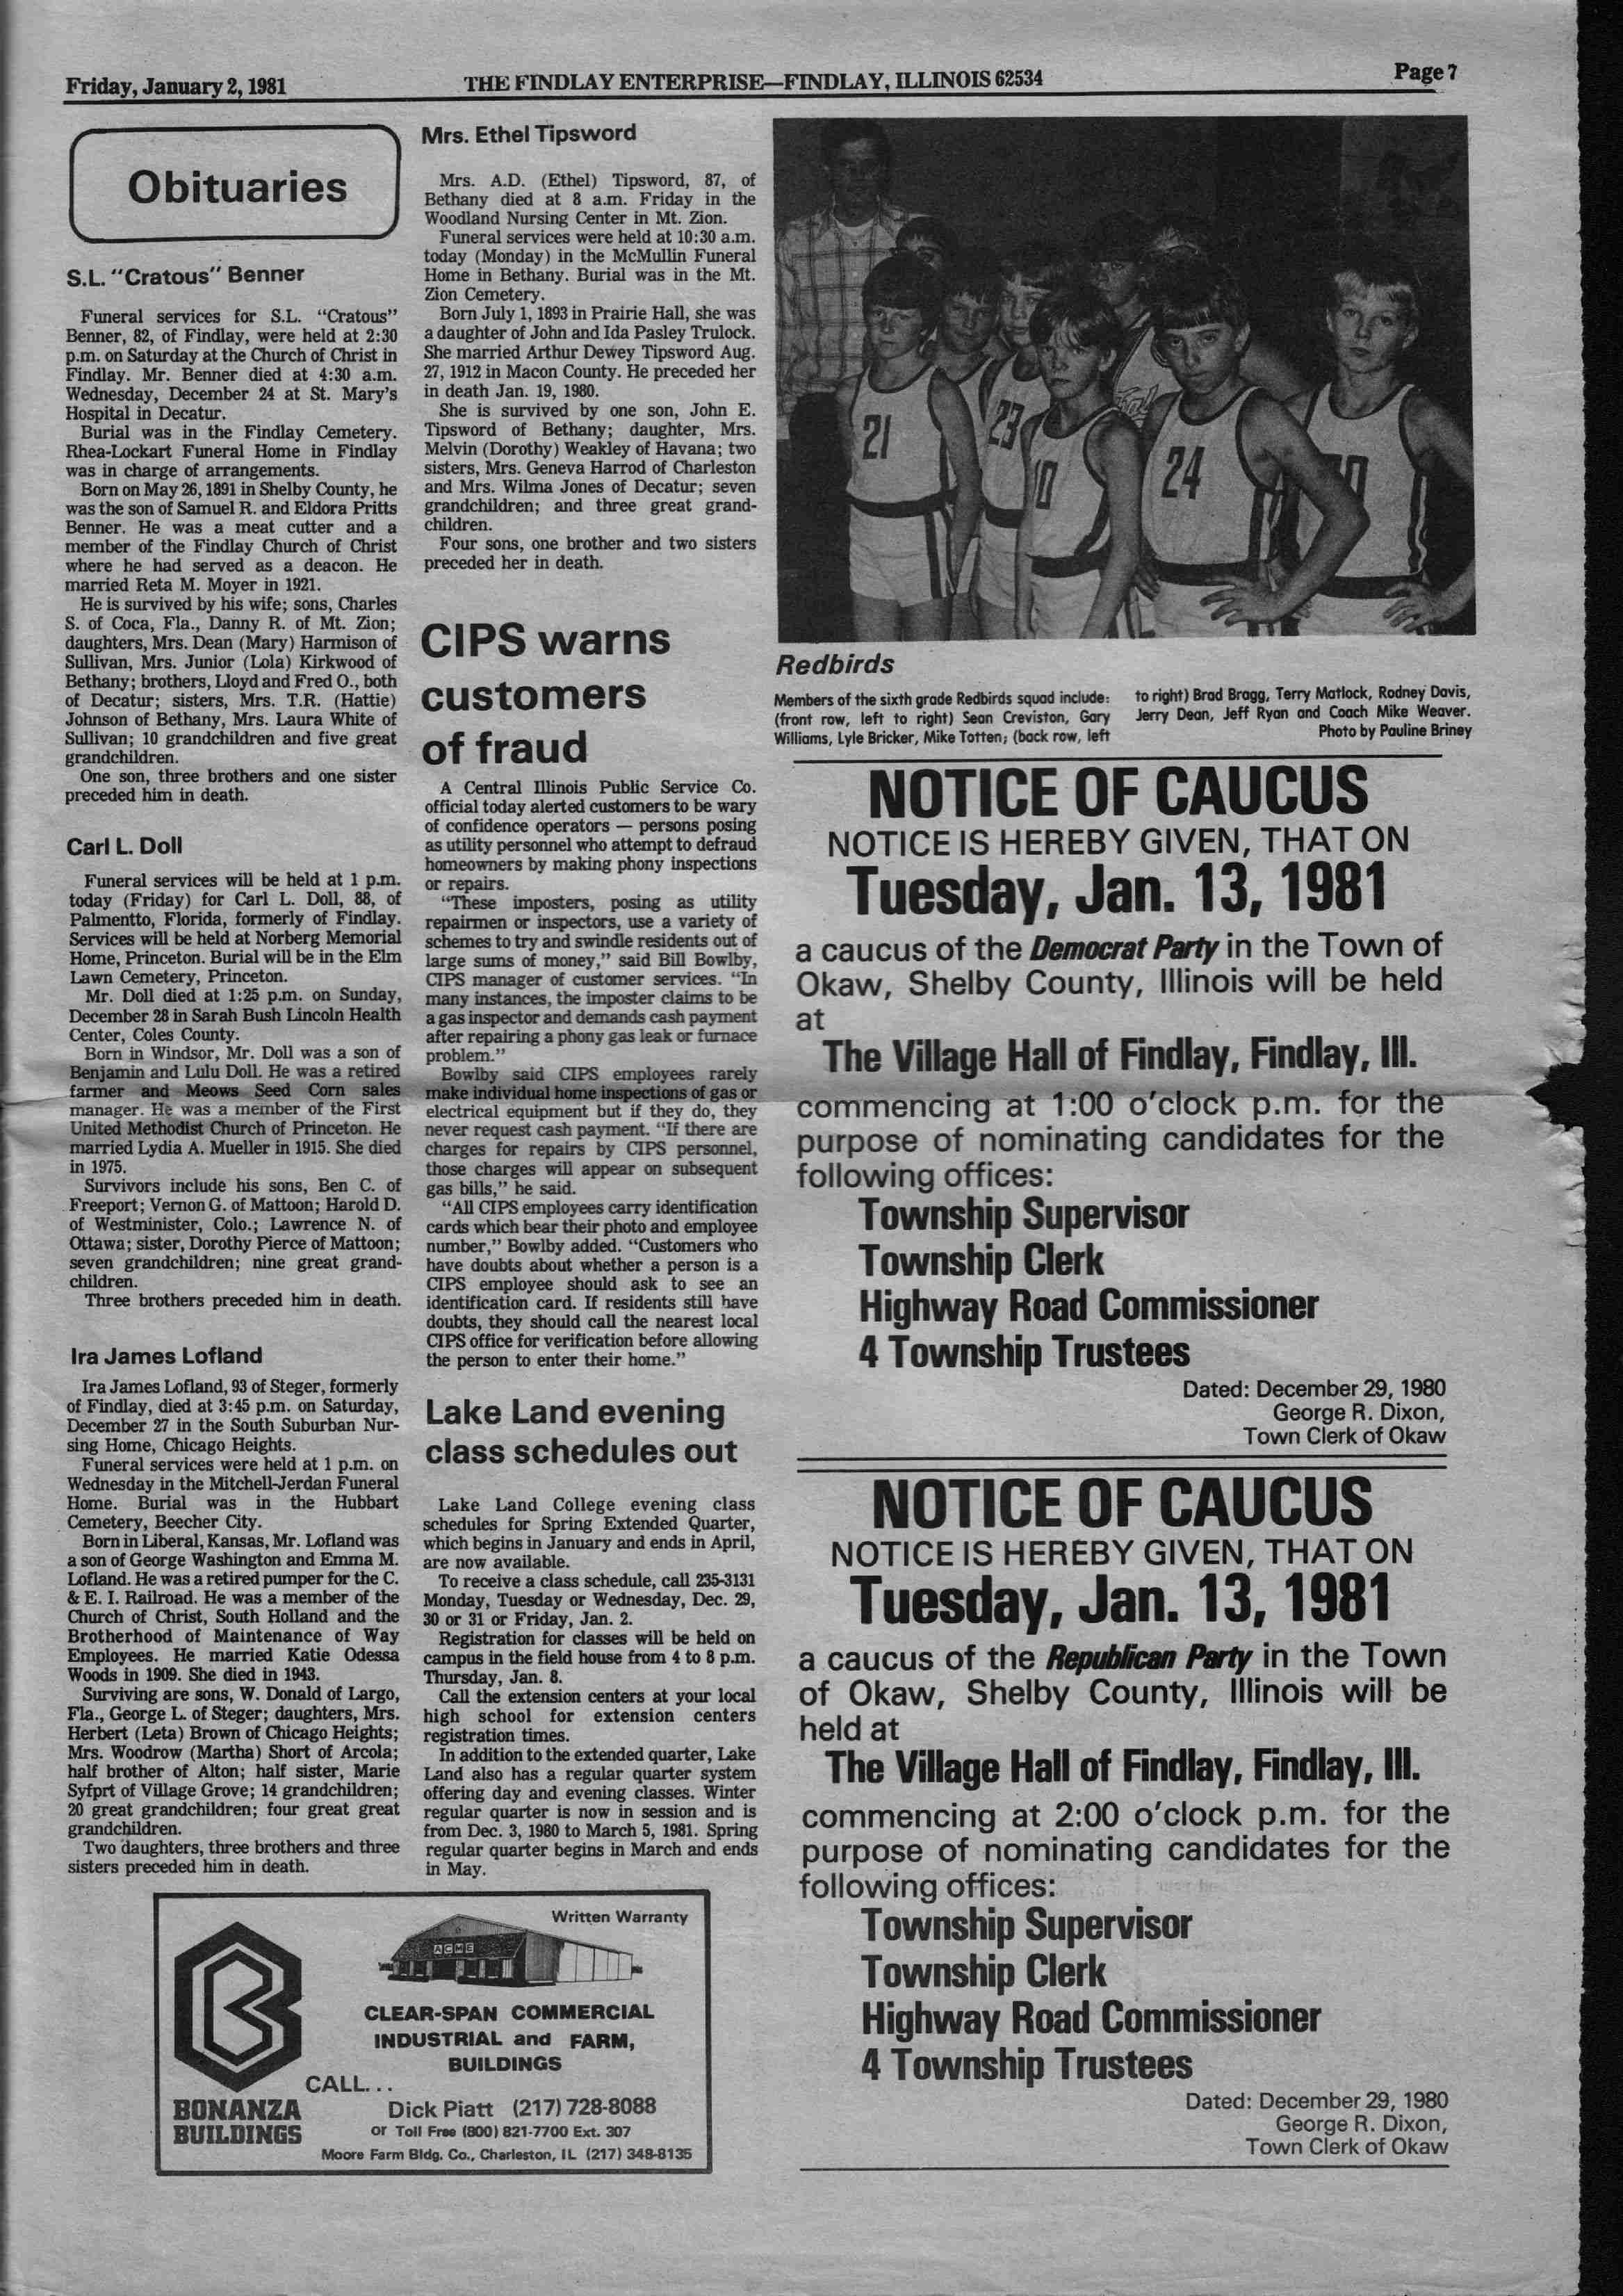 Friday, January 2, 1981
THE FINDLAY ENTERPRISE—FINDLAY, ILLINOIS 62534
Page 7
Obituaries
S.L. "Cratous" Benner
Funeral services for S.L. "Cratous"
Benner, 82, of Findlay, were held at 2:30
p.m. on Saturday at the Church of Christ in
Findlay. Mr. Benner died at 4:30 a.m.
Wednesday, December 24 at St. Mary's
Hospital in Decatur.
Burial was in the Findlay Cemetery.
Rhea-Lockart Funeral Home in Findlay
was in charge of arrangements.
Born on May 26, 1891 in Shelby County, he
was the son of Samuel R. and Eldora Pritts
Benner. He was a meat cutter and a
member of the Findlay Church of Christ
where he had served as a deacon. He
married Reta M. Moyer in 1921.
He is survived by his wife; sons, Charles
S. of Coca, Fla., Danny R. of Mt. Zion;
daughters, Mrs. Dean (Mary) Harmison of
Sullivan, Mrs. Junior (Lola) Kirkwood of
Bethany; brothers, Lloyd and Fred O., both
of Decatur; sisters, Mrs. T.R. (Hattie)
Johnson of Bethany, Mrs. Laura White of
Sullivan; 10 grandchildren and five great
grandchildren.
One son, three brothers and one sister
preceded him in death.
Carl L. Doll
Funeral services will be held at 1 p.m.
today (Friday) for Carl L. Doll, 88, of
Palmentto, Florida, formerly of Findlay.
Services will be held at Norberg Memorial
Home, Princeton. Burial will be in the Elm
Lawn Cemetery, Princeton.
Mr. Doll died at 1:25 p.m. on Sunday,
December 28 in Sarah Bush Lincoln Health
Center, Coles County.
Born in Windsor, Mr. Doll was a son of
Benjamin and Lulu Doll. He was a retired
farmer and Meows Seed Corn sales
manager. He was a member of the First
United Methodist Church of Princeton. He
married Lydia A. Mueller in 1915. She died
in 1975.
Survivors include his sons, Ben C. of
Freeport; Vernon G. of Mattoon; Harold D.
of Westminister, Colo.; Lawrence N. of
Ottawa; sister, Dorothy Pierce of Mattoon;
seven grandchildren; nine great grand-
children.
Three brothers preceded him in death.
Ira James Lofland
Ira James Lofland, 93 of Steger, formerly
of Findlay, died at 3:45 p.m. on Saturday,
December 27 in the South Suburban Nur-
sing Home, Chicago Heights.
Funeral services were held at 1 p.m. on
Wednesday in the Mitchell-Jerdan Funeral
Home. Burial was in the Hubbart
Cemetery, Beecher City.
Born in Liberal, Kansas, Mr. Lofland was
a son of George Washington and Emma M.
Lofland. He was a retired pumper for the C.
& E. I. Railroad. He was a member of the
Church of Christ, South Holland and the
Brotherhood of Maintenance of Way
Employees. He married Katie Odessa
Woods in 1909. She died in 1943.
Surviving are sons, W. Donald of Largo,
Fla., George L. of Steger; daughters, Mrs.
Herbert (Leta) Brown of Chicago Heights;
Mrs. Woodrow (Martha) Short of Arcola;
half brother of Alton; half sister, Marie
Syfprt of Village Grove; 14 grandchildren;
20 great grandchildren; four great great
grandchildren.
Two daughters, three brothers and three
sisters preceded him in death.
Mrs. Ethel Tipsword
Mrs. A.D. (Ethel) Tipsword, 87, of
Bethany died at 8 a.m. Friday in the
Woodland Nursing Center in Mt. Zion.
Funeral services were held at 10:30 a.m.
today (Monday) in the McMullin Funeral
Home in Bethany. Burial was in the Mt.
Zion Cemetery.
Born July 1, 1893 in Prairie Hall, she was
a daughter of John and Ida Pasley Trulock.
She married Arthur Dewey Tipsword Aug.
27, 1912 in Macon County. He preceded her
in death Jan. 19, 1980.
She is survived by one son, John E.
Tipsword of Bethany; daughter, Mrs.
Melvin (Dorothy) Weakley of Havana; two
sisters, Mrs. Geneva Harrod of Charleston
and Mrs. Wilma Jones of Decatur; seven
grandchildren; and three great grand-
children.
Four sons, one brother and two sisters
preceded her in death.
CIPS warns
customers
of fraud
A Central Illinois Public Service Co.
official today alerted customers to be wary
of confidence operators — persons posing
as utility personnel who attempt to defraud
homeowners by making phony inspections
or repairs.
"These imposters, posing as utility
repairmen or inspectors, use a variety of
schemes to try and swindle residents out of
large sums of money," said Bill Bowlby,
CIPS manager of customer services. "In
many instances, the imposter claims to be
a gas inspector and demands cash payment
after repairing a phony gas leak or furnace
problem."
Bowlby said CIPS employees rarely
make individual home inspections of gas or
electrical equipment but if they do, they
never request cash payment. "If there are
charges for repairs by CIPS personnel,
those charges will appear on subsequent
gas bills," he said.
"All CIPS employees carry identification
cards which bear their photo and employee
number," Bowlby added. "Customers who
have doubts about whether a person is a
CIPS employee should ask to see an
identification card. If residents still have
doubts, they should call the nearest local
CIPS office for verification before allowing
the person to enter their home."
Lake Land evening
class schedules out
Lake Land College evening class
schedules for Spring Extended Quarter,
which begins in January and ends in April,
are now available.
To receive a class schedule, call 235-3131
Monday, Tuesday or Wednesday, Dec. 29,
30 or 31 or Friday, Jan. 2.
Registration for classes will be held on
campus in the field house from 4 to 8 p.m.
Thursday, Jan. 8.
Call the extension centers at your local
high school for extension centers
registration times.
In addition to the extended quarter, Lake
Land also has a regular quarter system
offering day and evening classes. Winter
regular quarter is now in session and is
from Dec. 3, 1980 to March 5, 1981. Spring
regular quarter begins in March and ends
in May.
Written Warranty
ACME
CLEAR-SPAN COMMERCIAL
INDUSTRIAL and FARM,
BUILDINGS
CALL...
BONANZA
BUILDINGS
Dick Piatt (217) 728-8088
or Toll Free (800) 821-7700 Ext. 307
Moore Farm Bldg. Co., Charleston, IL (217) 348-8135
21
23
10
24
Redbirds
Members of the sixth grade Redbirds squad include:
(front row, left to right) Sean Creviston, Gary
Williams, Lyle Bricker, Mike Totten; (back row, left
to right) Brad Bragg, Terry Matlock, Rodney Davis,
Jerry Dean, Jeff Ryan and Coach Mike Weaver.
Photo by Pauline Briney
NOTICE OF CAUCUS
NOTICE IS HEREBY GIVEN, THAT ON
Tuesday, Jan. 13, 1981
a caucus of the Democrat Party in the Town of
Okaw, Shelby County, Illinois will be held
at
The Village Hall of Findlay, Findlay, Ill.
commencing at 1:00 o'clock p.m. for the
purpose of nominating candidates for the
following offices:
Township Supervisor
Township Clerk
Highway Road Commissioner
4 Township Trustees
Dated: December 29, 1980
George R. Dixon,
Town Clerk of Okaw
NOTICE OF CAUCUS
NOTICE IS HEREBY GIVEN, THAT ON
Tuesday, Jan. 13, 1981
a caucus of the Republican Party in the Town
of Okaw, Shelby County, Illinois will be
held at
The Village Hall of Findlay, Findlay, Ill.
commencing at 2:00 o'clock p.m. for the
purpose of nominating candidates for the
following offices:
Township Supervisor
Township Clerk
Highway Road Commissioner
4 Township Trustees
Dated: December 29, 1980
George R. Dixon,
Town Clerk of Okaw